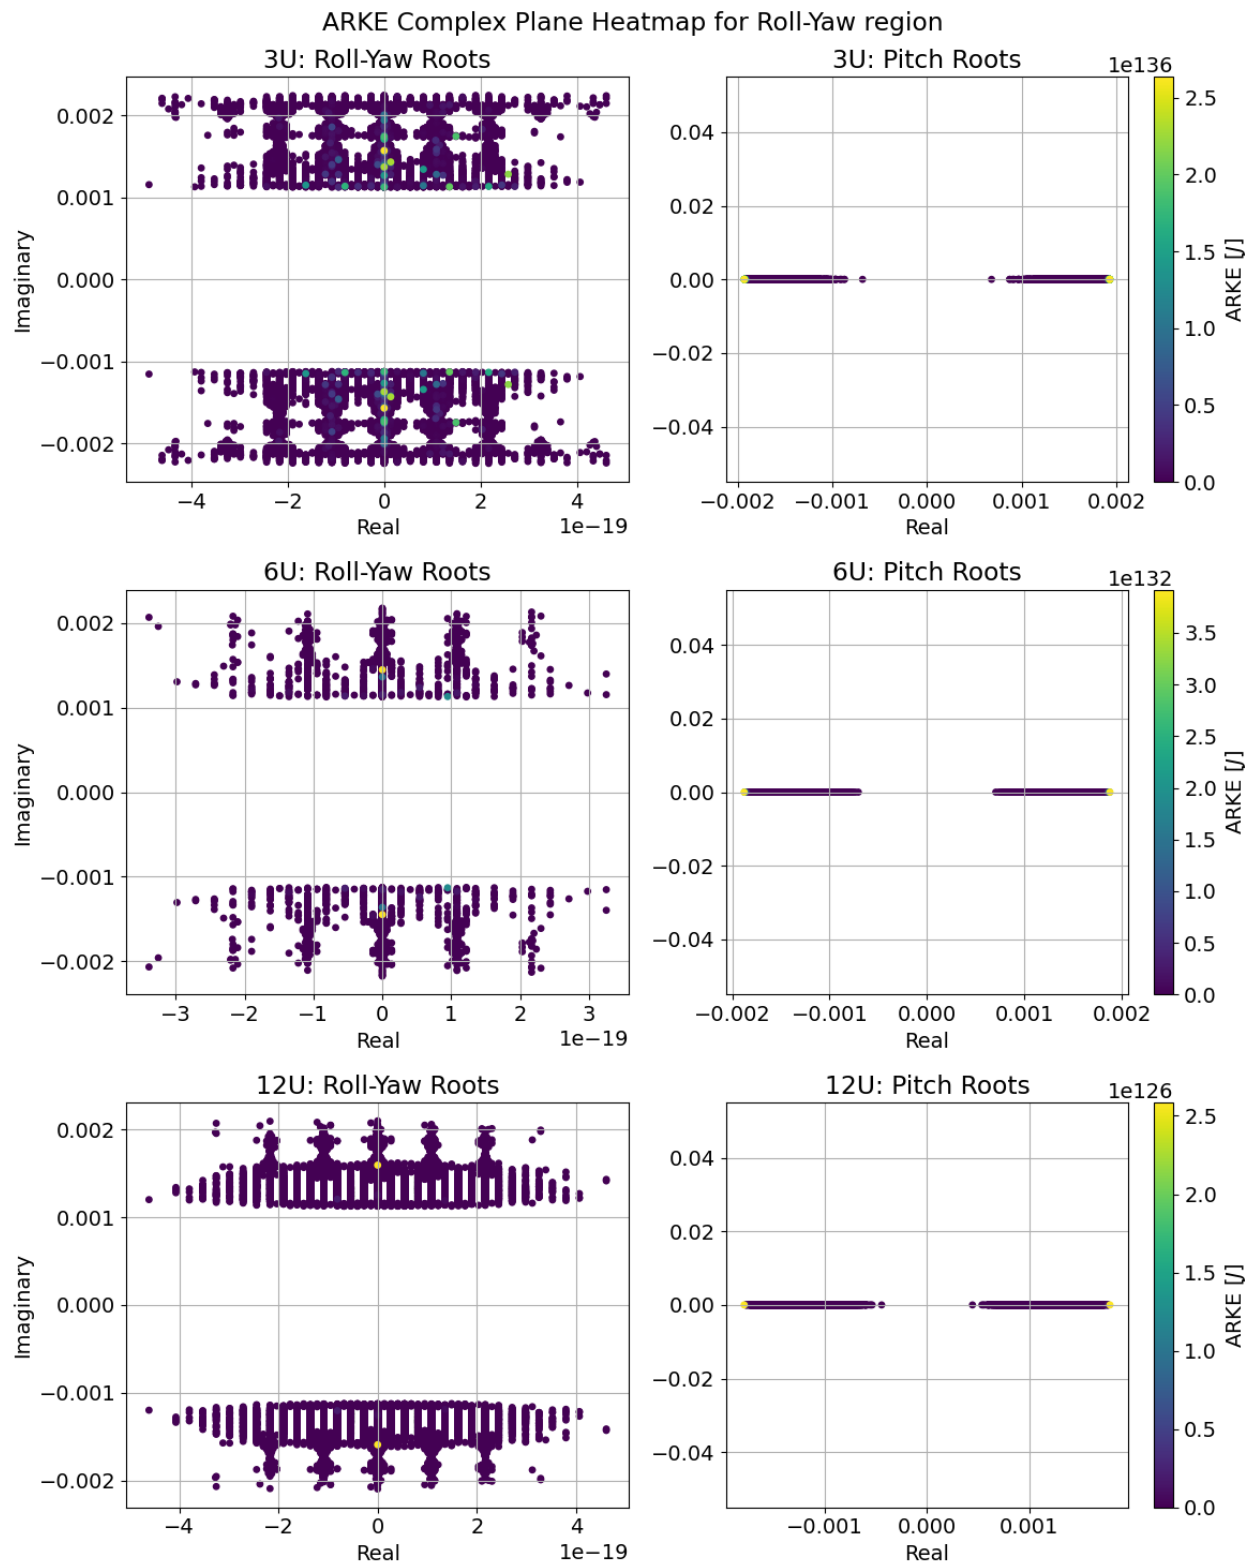 ARKE Complex Plane Heatmap for Roll-Yaw region
3U: Roll-Yaw Roots
0.002
0.001
0.000
−0.001
−0.002
Imaginary
−4 −2 0 2 4
1e−19
Real
3U: Pitch Roots
0.04
0.02
0.00
−0.02
−0.04
−0.002 −0.001 0.000 0.001 0.002
Real
1e136
2.5
2.0
1.5
1.0
0.5
0.0
ARKE [J]
6U: Roll-Yaw Roots
0.002
0.001
0.000
−0.001
−0.002
Imaginary
−3 −2 −1 0 1 2 3
1e−19
Real
6U: Pitch Roots
0.04
0.02
0.00
−0.02
−0.04
−0.002 −0.001 0.000 0.001 0.002
Real
1e132
3.5
3.0
2.5
2.0
1.5
1.0
0.5
0.0
ARKE [J]
12U: Roll-Yaw Roots
0.002
0.001
0.000
−0.001
−0.002
Imaginary
−4 −2 0 2 4
1e−19
Real
12U: Pitch Roots
0.04
0.02
0.00
−0.02
−0.04
−0.001 0.000 0.001
Real
1e126
2.5
2.0
1.5
1.0
0.5
0.0
ARKE [J]